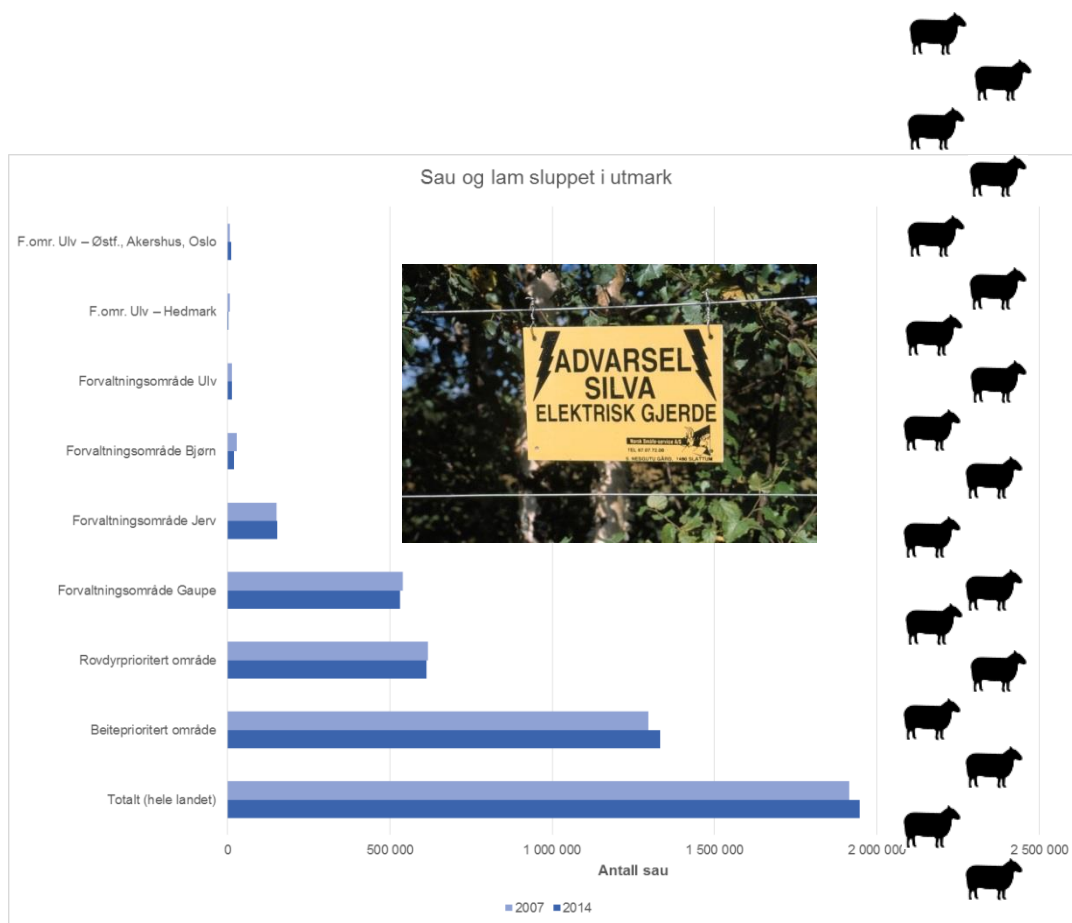 Sau og lam sluppet i utmark
F.omr. Ulv – Østf., Akershus, Oslo
F.omr. Ulv – Hedmark
Forvaltningsområde Ulv
Forvaltningsområde Bjørn
Forvaltningsområde Jerv
Forvaltningsområde Gaupe
Rovdyrprioritert område
Beiteprioritert område
Totalt (hele landet)
ADVARSEL
SILVA
ELEKTRISK GJERDE
0 500 000 1 000 000 1 500 000 2 000 000 2 500 000
Antall sau
2007 2014